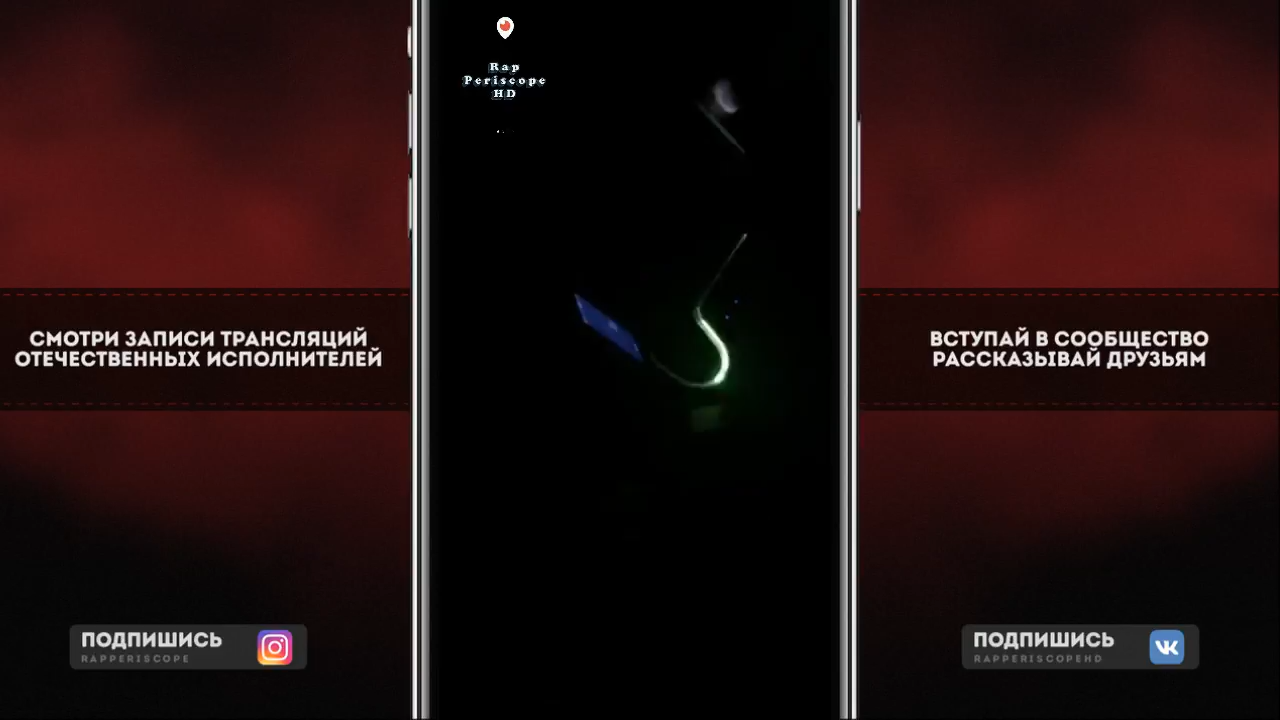 Rap
Periscope
HD
СМОТРИ ЗАПИСИ ТРАНСЛЯЦИЙ
ОТЕЧЕСТВЕННЫХ ИСПОЛНИТЕЛЕЙ
ВСТУПАЙ В СООБЩЕСТВО
РАССКАЗЫВАЙ ДРУЗЬЯМ
ПОДПИШИСЬ
RAPPERISCOPE
ПОДПИШИСЬ
RAPPERISCOPEHD